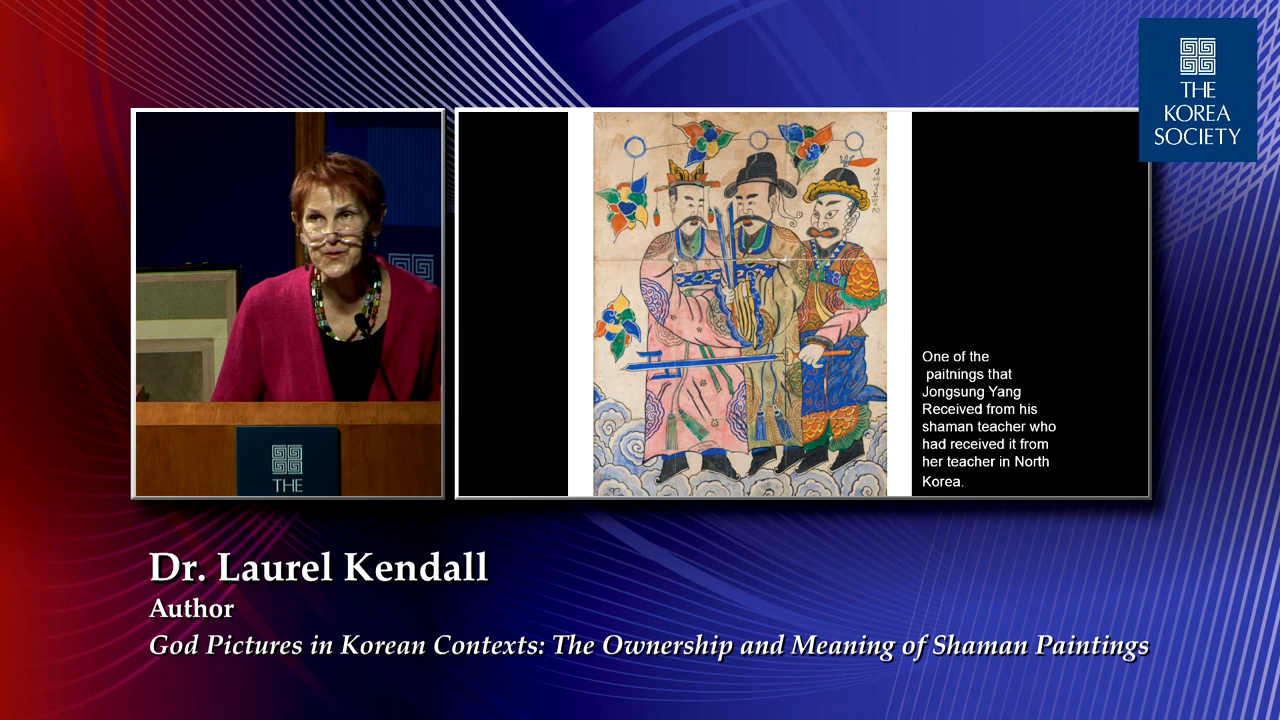 THE
KOREA
SOCIETY
One of the
paitnings that
Jongsung Yang
Received from his
shaman teacher who
had received it from
her teacher in North
Korea.
THE
Dr. Laurel Kendall
Author
God Pictures in Korean Contexts: The Ownership and Meaning of Shaman Paintings